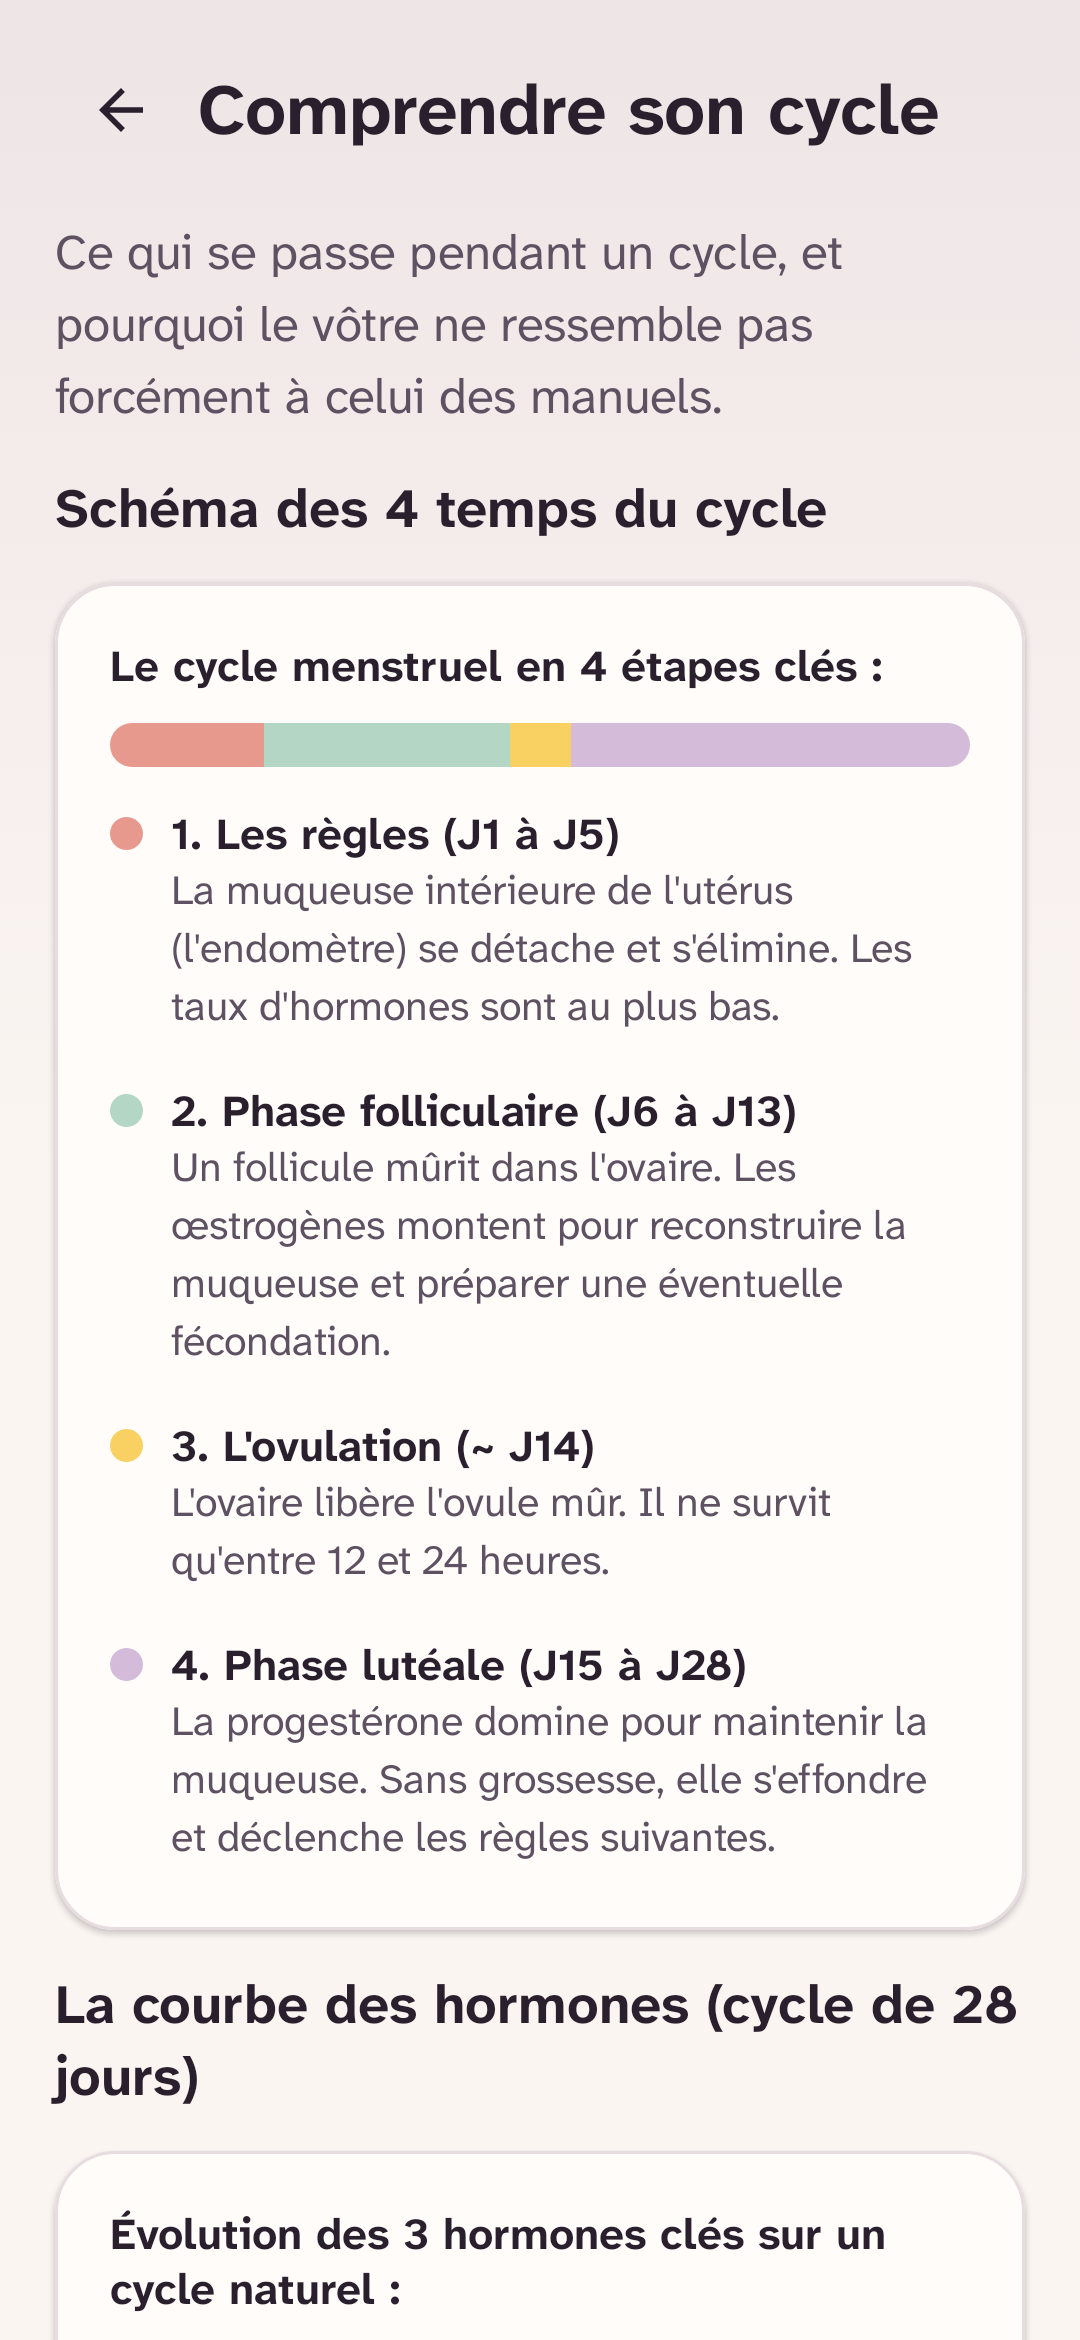 Comprendre son cycle
Ce qui se passe pendant un cycle, et
pourquoi le vôtre ne ressemble pas
forcément à celui des manuels.
Schéma des 4 temps du cycle
Le cycle menstruel en 4 étapes clés :
1. Les règles (J1 à J5)
La muqueuse intérieure de l'utérus
(l'endomètre) se détache et s'élimine. Les
taux d'hormones sont au plus bas.
2. Phase folliculaire (J6 à J13)
Un follicule mûrit dans l'ovaire. Les
œstrogènes montent pour reconstruire la
muqueuse et préparer une éventuelle
fécondation.
3. L'ovulation (~ J14)
L'ovaire libère l'ovule mûr. Il ne survit
qu'entre 12 et 24 heures.
4. Phase lutéale (J15 à J28)
La progestérone domine pour maintenir la
muqueuse. Sans grossesse, elle s'effondre
et déclenche les règles suivantes.
La courbe des hormones (cycle de 28
jours)
Évolution des 3 hormones clés sur un
cycle naturel :